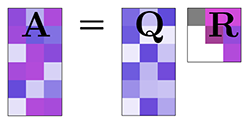 A = Q R